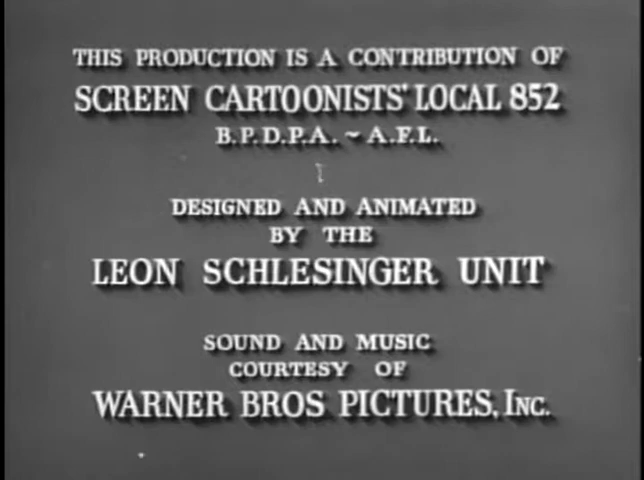 THIS PRODUCTION IS A CONTRIBUTION OF
SCREEN CARTOONISTS' LOCAL 852
B.P.D.P.A. ~ A.F.L.
DESIGNED AND ANIMATED
BY THE
LEON SCHLESINGER UNIT
SOUND AND MUSIC
COURTESY OF
WARNER BROS PICTURES, INC.